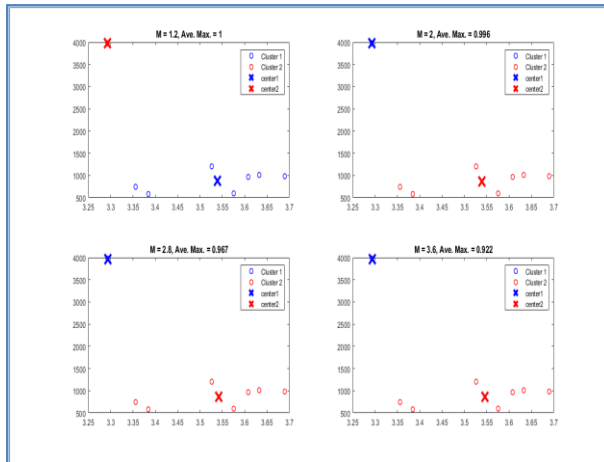 M = 1.2, Ave. Max. = 1
4000
3500
3000
2500
2000
1500
1000
500
3.25 3.3 3.35 3.4 3.45 3.5 3.55 3.6 3.65 3.7
Cluster 1
Cluster 2
center1
center2
M = 2, Ave. Max. = 0.996
4000
3500
3000
2500
2000
1500
1000
500
3.25 3.3 3.35 3.4 3.45 3.5 3.55 3.6 3.65 3.7
Cluster 1
Cluster 2
center1
center2
M = 2.8, Ave. Max. = 0.967
4000
3500
3000
2500
2000
1500
1000
500
3.25 3.3 3.35 3.4 3.45 3.5 3.55 3.6 3.65 3.7
Cluster 1
Cluster 2
center1
center2
M = 3.6, Ave. Max. = 0.922
4000
3500
3000
2500
2000
1500
1000
500
3.25 3.3 3.35 3.4 3.45 3.5 3.55 3.6 3.65 3.7
Cluster 1
Cluster 2
center1
center2